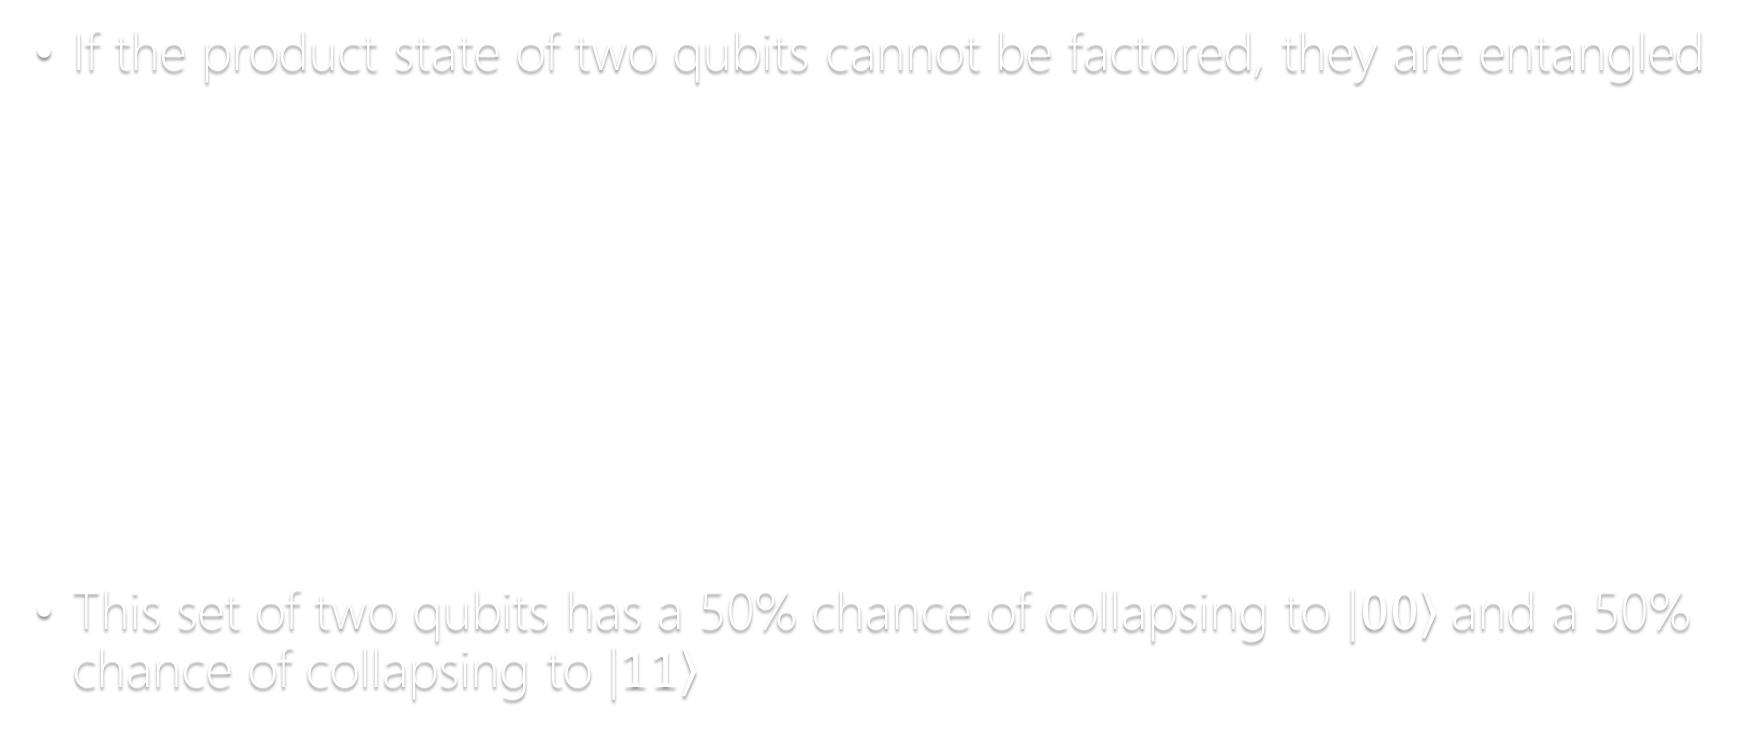 • If the product state of two qubits cannot be factored, they are entangled
• This set of two qubits has a 50% chance of collapsing to |00⟩ and a 50%
chance of collapsing to |11⟩